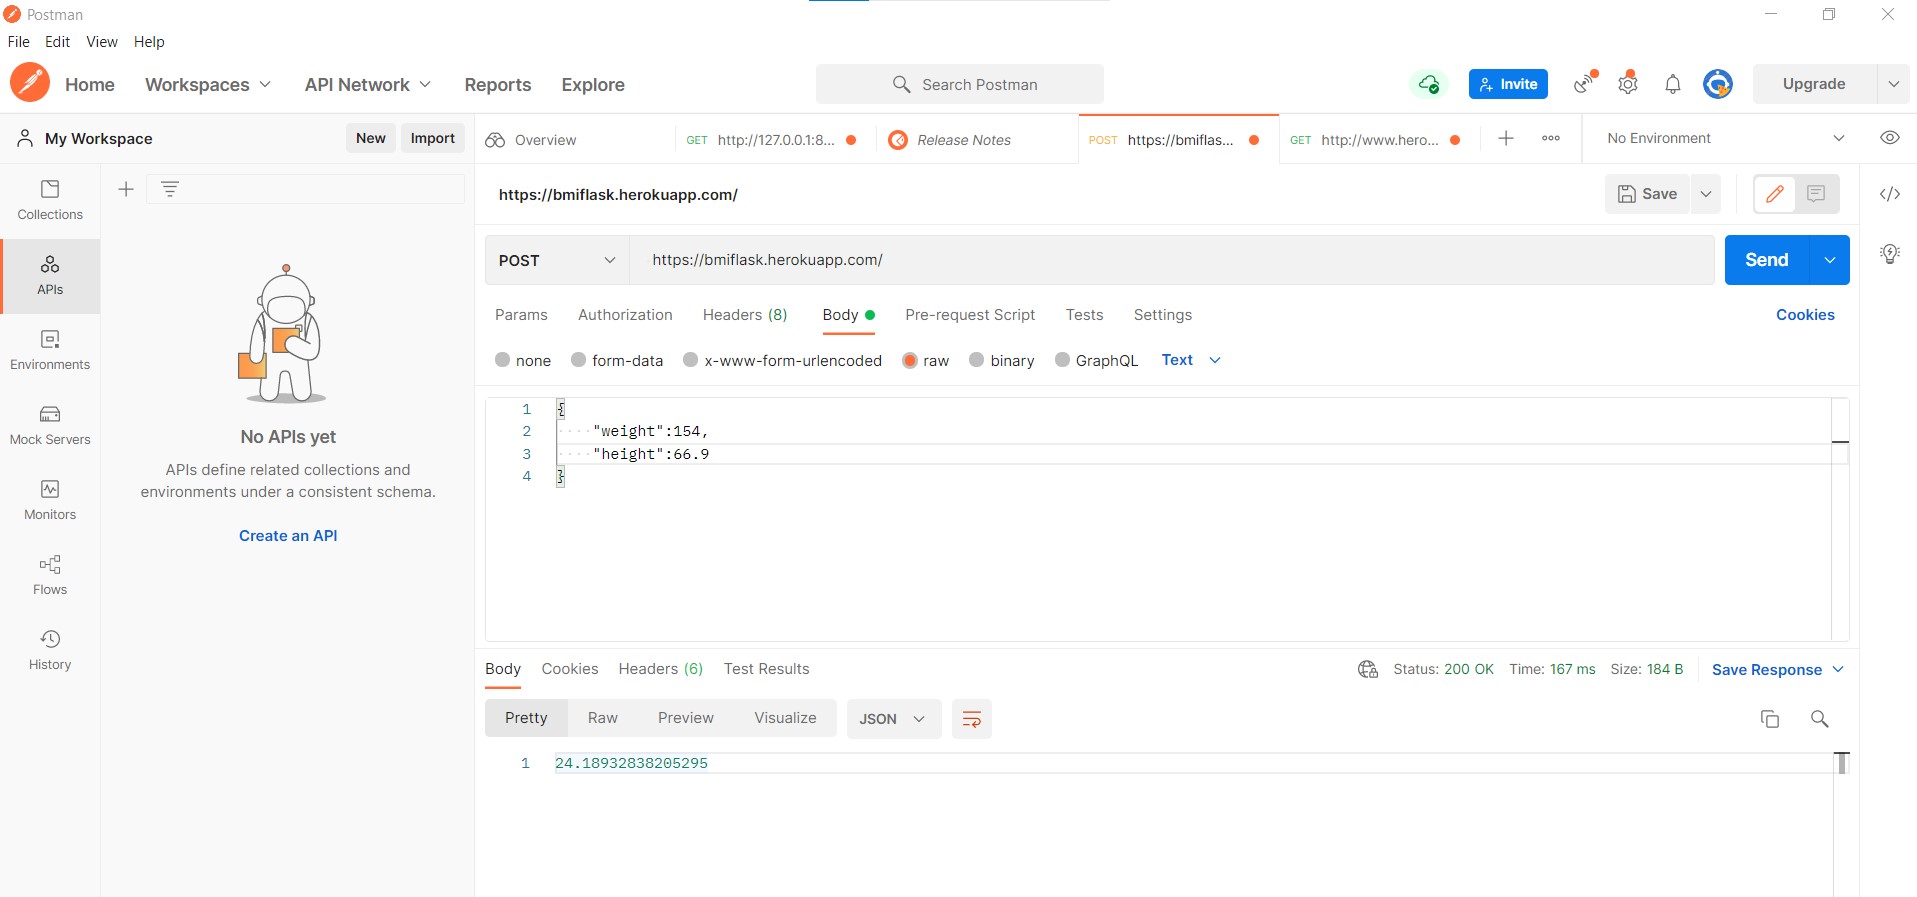 Postman
File Edit View Help
Home Workspaces API Network Reports Explore Search Postman Invite Upgrade
My Workspace New Import Overview GET http://127.0.0.1:8... Release Notes POST https://bmiflas... GET http://www.hero... No Environment
https://bmiflask.herokuapp.com/ Save
Collections
APIs
Environments
Mock Servers
Monitors
Flows
History
No APIs yet
APIs define related collections and
environments under a consistent schema.
Create an API
POST https://bmiflask.herokuapp.com/ Send
Params Authorization Headers (8) Body Pre-request Script Tests Settings Cookies
none form-data x-www-form-urlencoded raw binary GraphQL Text
1 {
2 "weight":154,
3 "height":66.9
4 }
Body Cookies Headers (6) Test Results Status: 200 OK Time: 167 ms Size: 184 B Save Response
Pretty Raw Preview Visualize JSON
1 24.18932838205295